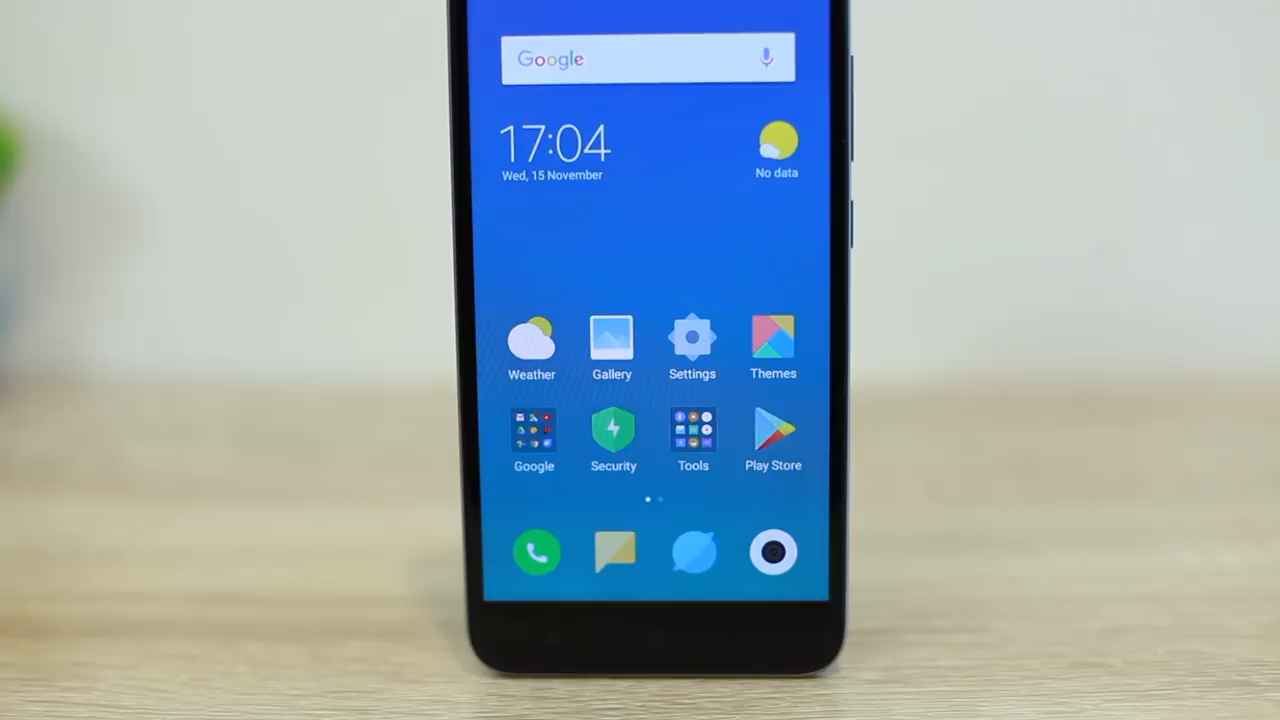 Google
17:04
Wed, 15 November
No data
Weather
Gallery
Settings
Themes
Google
Security
Tools
Play Store